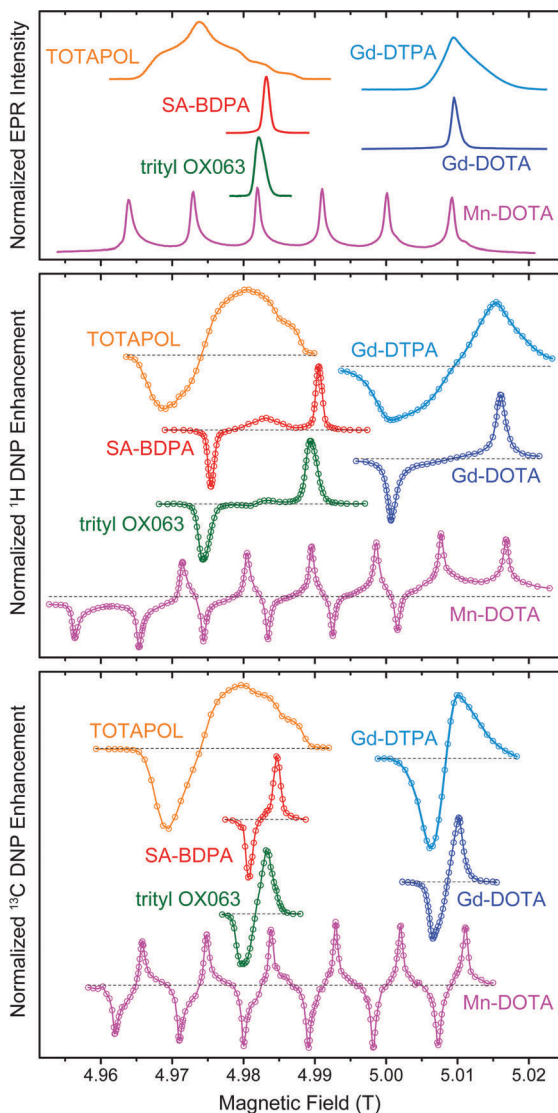 Normalized EPR Intensity
TOTAPOL
Gd-DTPA
SA-BDPA
trityl OX063
Gd-DOTA
Mn-DOTA
Normalized ¹H DNP Enhancement
TOTAPOL
Gd-DTPA
SA-BDPA
Gd-DOTA
trityl OX063
Mn-DOTA
Normalized ¹³C DNP Enhancement
TOTAPOL
Gd-DTPA
SA-BDPA
trityl OX063
Gd-DOTA
Mn-DOTA
4.96 4.97 4.98 4.99 5.00 5.01 5.02
Magnetic Field (T)